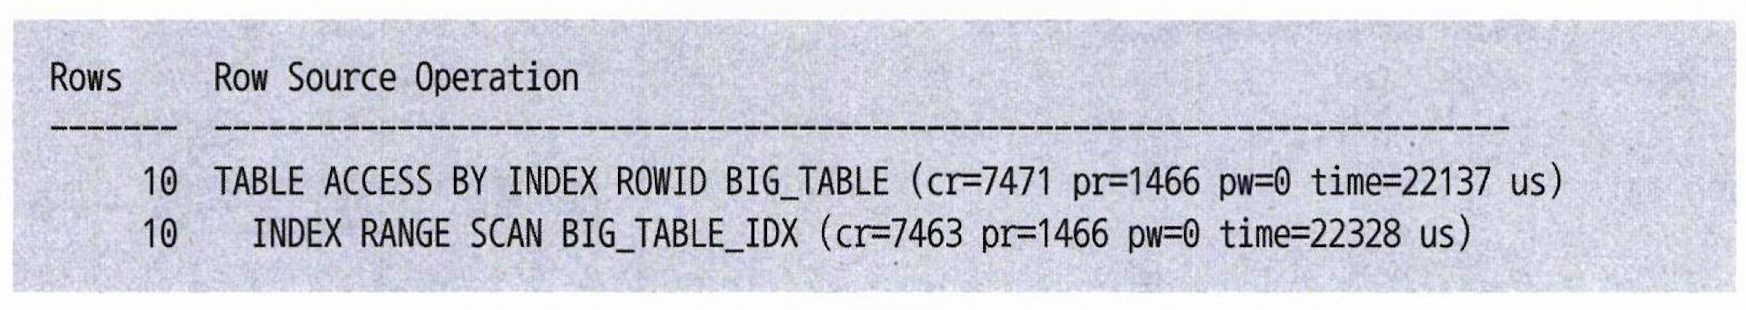 Rows     Row Source Operation
-------  -----------------------------------------------------------------------
     10  TABLE ACCESS BY INDEX ROWID BIG_TABLE (cr=7471 pr=1466 pw=0 time=22137 us)
     10    INDEX RANGE SCAN BIG_TABLE_IDX (cr=7463 pr=1466 pw=0 time=22328 us)